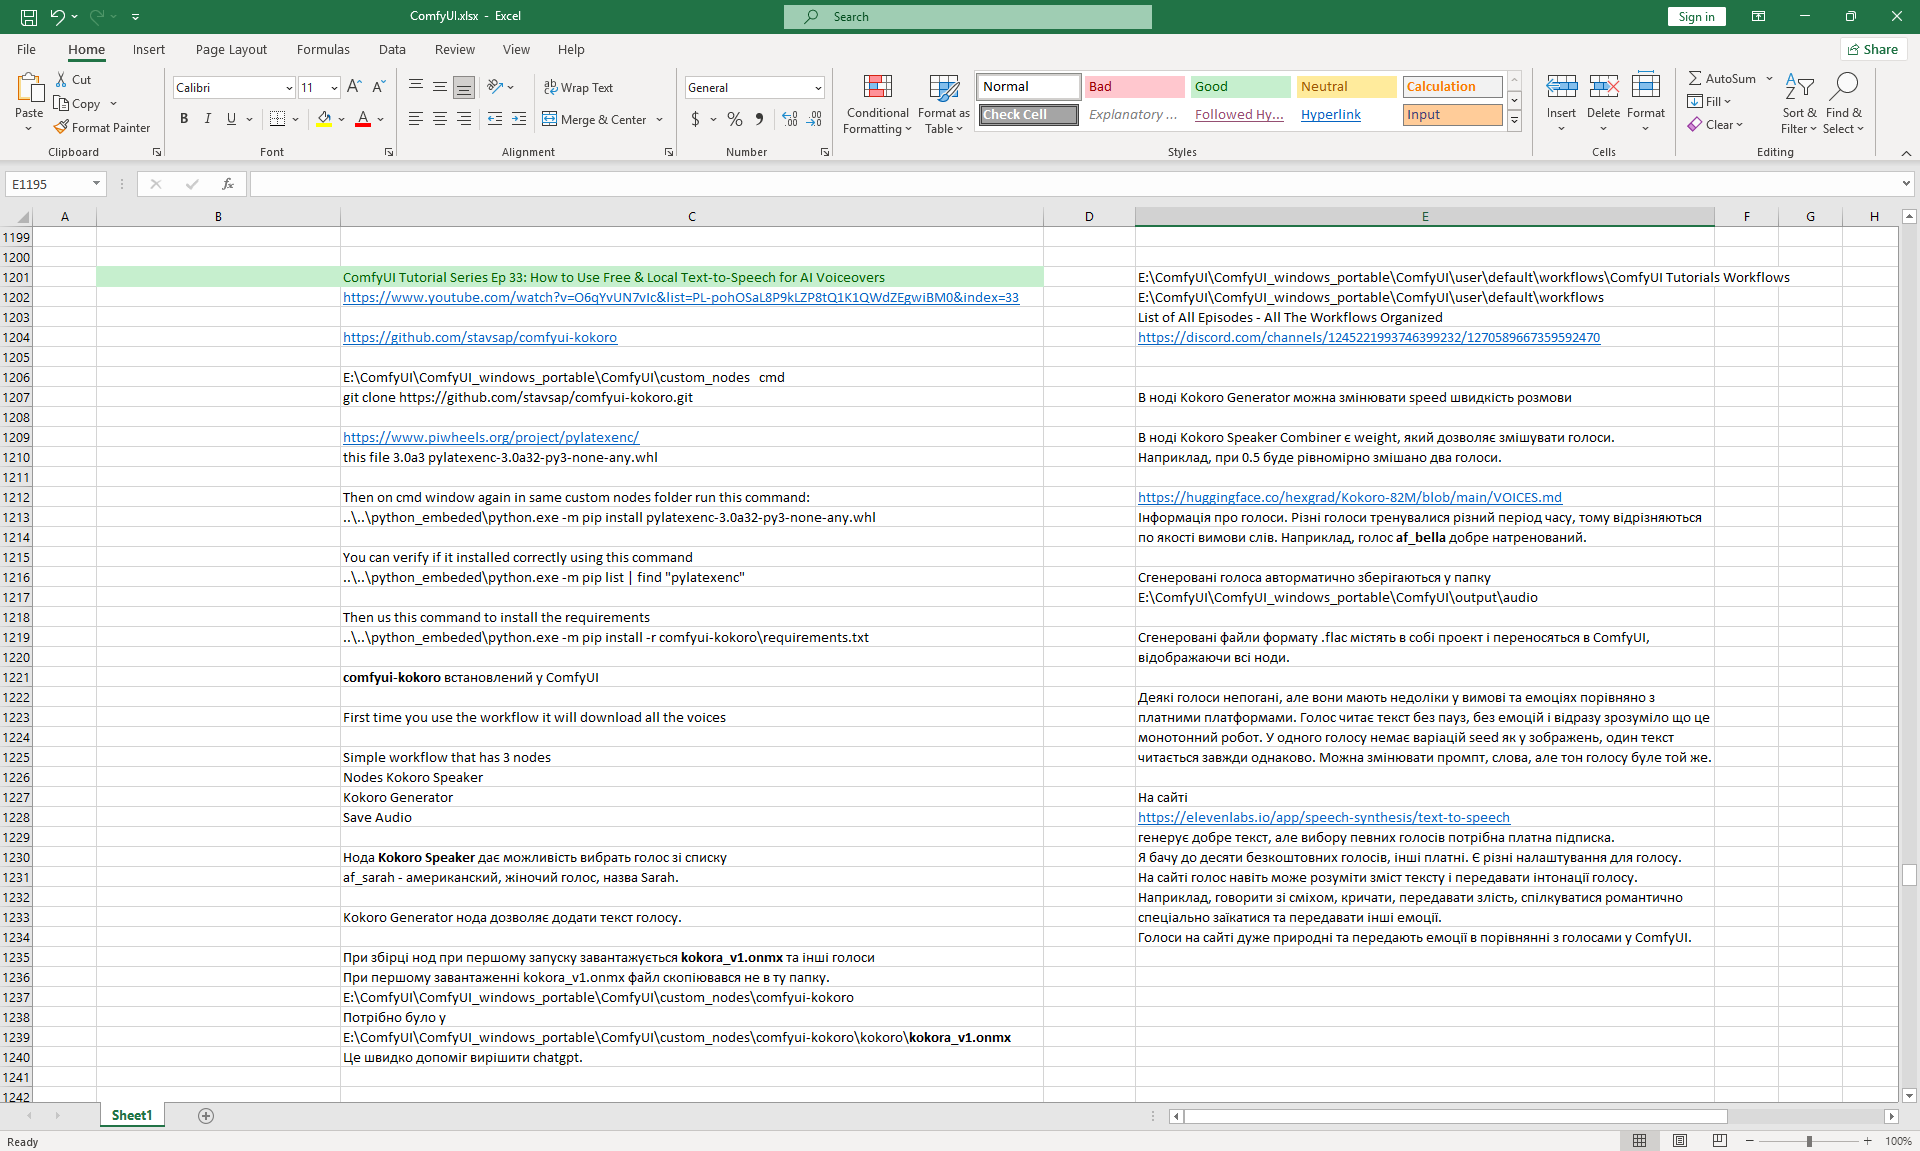 ComfyUI.xlsx - Excel
Search
Sign in
File Home Insert Page Layout Formulas Data Review View Help
Share
Paste
Cut
Copy
Format Painter
Clipboard
Calibri 11
B I U
Font
Wrap Text
Merge & Center
Alignment
General
$ % 9
Number
Conditional Formatting
Format as Table
Normal Bad Good Neutral Calculation
Check Cell Explanatory ... Followed Hy... Hyperlink Input
Styles
Insert Delete Format
Cells
AutoSum
Fill
Clear
Sort & Filter
Find & Select
Editing
E1195
fx
A B C D E F G H
1199
1200
1201 ComfyUI Tutorial Series Ep 33: How to Use Free & Local Text-to-Speech for AI Voiceovers E:\ComfyUI\ComfyUI_windows_portable\ComfyUI\user\default\workflows\ComfyUI Tutorials Workflows
1202 https://www.youtube.com/watch?v=O6qYvUN7vIc&list=PL-pohOSaL8P9kLZP8tQ1K1QWdZEgwiBM0&index=33 E:\ComfyUI\ComfyUI_windows_portable\ComfyUI\user\default\workflows
1203 List of All Episodes - All The Workflows Organized
1204 https://github.com/stavsap/comfyui-kokoro https://discord.com/channels/1245221993746399232/1270589667359592470
1205
1206 E:\ComfyUI\ComfyUI_windows_portable\ComfyUI\custom_nodes cmd
1207 git clone https://github.com/stavsap/comfyui-kokoro.git В ноді Kokoro Generator можна змінювати speed швидкість розмови
1208
1209 https://www.piwheels.org/project/pylatexenc/ В ноді Kokoro Speaker Combiner є weight, який дозволяє змішувати голоси.
1210 this file 3.0a3 pylatexenc-3.0a32-py3-none-any.whl Наприклад, при 0.5 буде рівномірно змішано два голоси.
1211
1212 Then on cmd window again in same custom nodes folder run this command: https://huggingface.co/hexgrad/Kokoro-82M/blob/main/VOICES.md
1213 ..\..\python_embeded\python.exe -m pip install pylatexenc-3.0a32-py3-none-any.whl Інформація про голоси. Різні голоси тренувалися різний період часу, тому відрізняються
1214 по якості вимови слів. Наприклад, голос af_bella добре натренований.
1215 You can verify if it installed correctly using this command
1216 ..\..\python_embeded\python.exe -m pip list | find "pylatexenc" Сгенеровані голоса авторматично зберігаються у папку
1217 E:\ComfyUI\ComfyUI_windows_portable\ComfyUI\output\audio
1218 Then us this command to install the requirements
1219 ..\..\python_embeded\python.exe -m pip install -r comfyui-kokoro\requirements.txt Сгенеровані файли формату .flac містять в собі проект і переносяться в ComfyUI,
1220 відображаючи всі ноди.
1221 comfyui-kokoro встановлений у ComfyUI
1222 Деякі голоси непогані, але вони мають недоліки у вимові та емоціях порівняно з
1223 First time you use the workflow it will download all the voices платними платформами. Голос читає текст без пауз, без емоцій і відразу зрозуміло що це
1224 монотонний робот. У одного голосу немає варіацій seed як у зображень, один текст
1225 Simple workflow that has 3 nodes читається завжди однаково. Можна змінювати промпт, слова, але тон голосу буле той же.
1226 Nodes Kokoro Speaker
1227 Kokoro Generator На сайті
1228 Save Audio https://elevenlabs.io/app/speech-synthesis/text-to-speech
1229 генерує добре текст, але вибору певних голосів потрібна платна підписка.
1230 Нода Kokoro Speaker дає можливість вибрать голос зі списку Я бачу до десяти безкоштовних голосів, інші платні. Є різні налаштування для голосу.
1231 af_sarah - американский, жіночий голос, назва Sarah. На сайті голос навіть може розуміти зміст тексту і передавати інтонації голосу.
1232 Наприклад, говорити зі сміхом, кричати, передавати злість, спілкуватися романтично
1233 Kokoro Generator нода дозволяє додати текст голосу. спеціально заїкатися та передавати інші емоції.
1234 Голоси на сайті дуже природні та передають емоції в порівнянні з голосами у ComfyUI.
1235 При збірці нод при першому запуску завантажується kokora_v1.onmx та інші голоси
1236 При першому завантаженні kokora_v1.onmx файл скопіювався не в ту папку.
1237 E:\ComfyUI\ComfyUI_windows_portable\ComfyUI\custom_nodes\comfyui-kokoro
1238 Потрібно було у
1239 E:\ComfyUI\ComfyUI_windows_portable\ComfyUI\custom_nodes\comfyui-kokoro\kokoro\kokora_v1.onmx
1240 Це швидко допоміг вирішити chatgpt.
1241
1242
Sheet1
Ready
100%